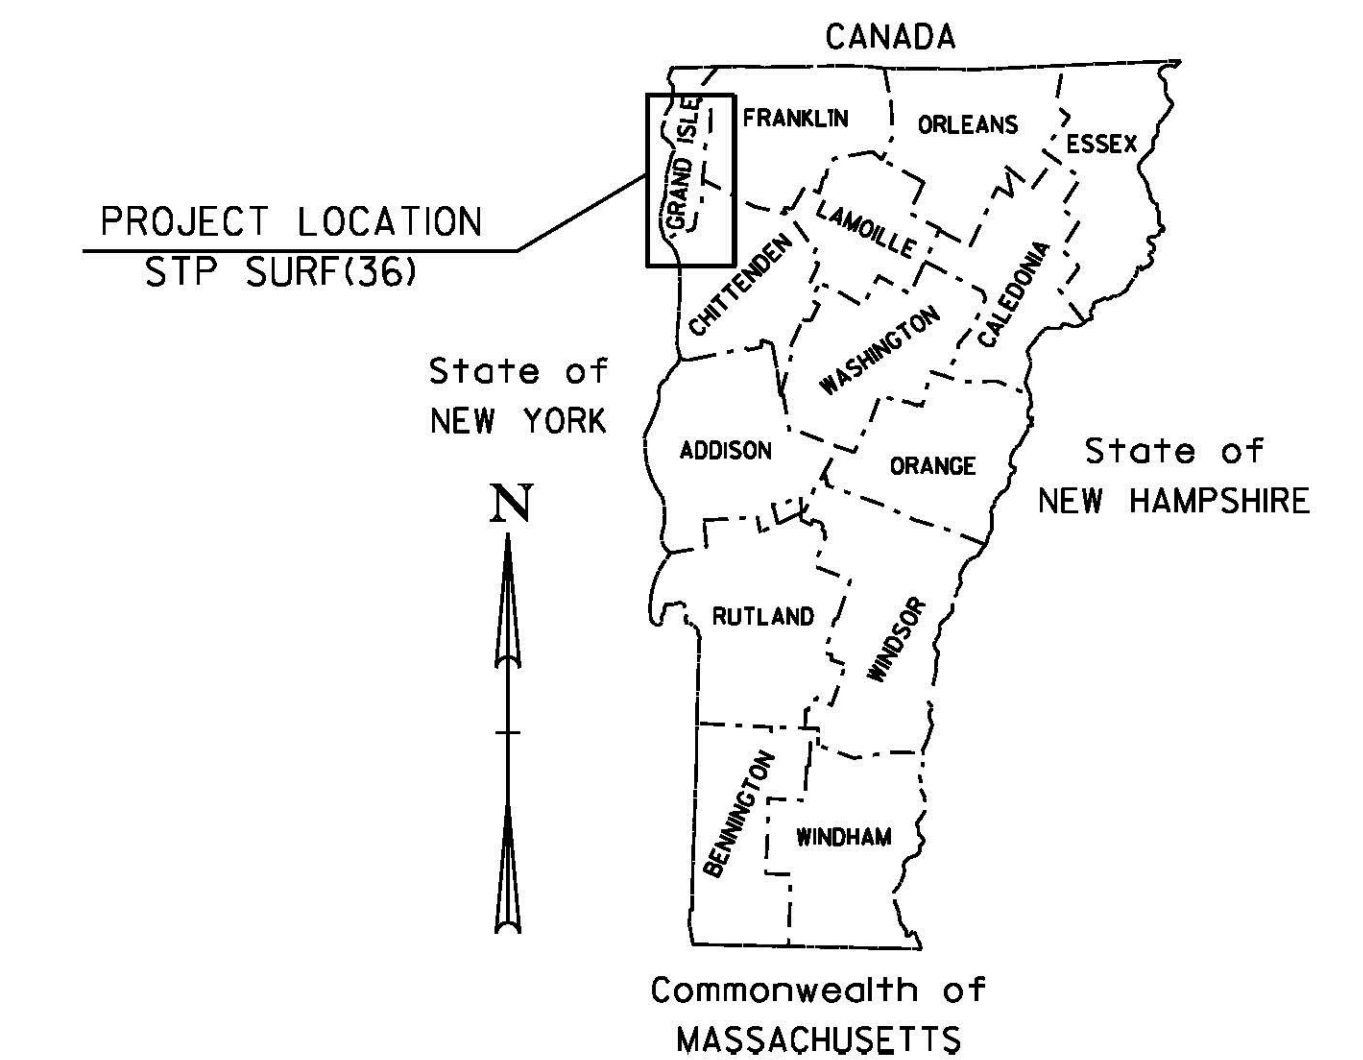 CANADA
FRANKLIN
ORLEANS
ESSEX
GRAND ISLE
PROJECT LOCATION
STP SURF(36)
LAMOILLE
CHITTENDEN
CALEDONIA
WASHINGTON
State of
NEW YORK
ADDISON
ORANGE
State of
NEW HAMPSHIRE
N
RUTLAND
WINDSOR
BENNINGTON
WINDHAM
Commonwealth of
MASSACHUSETTS